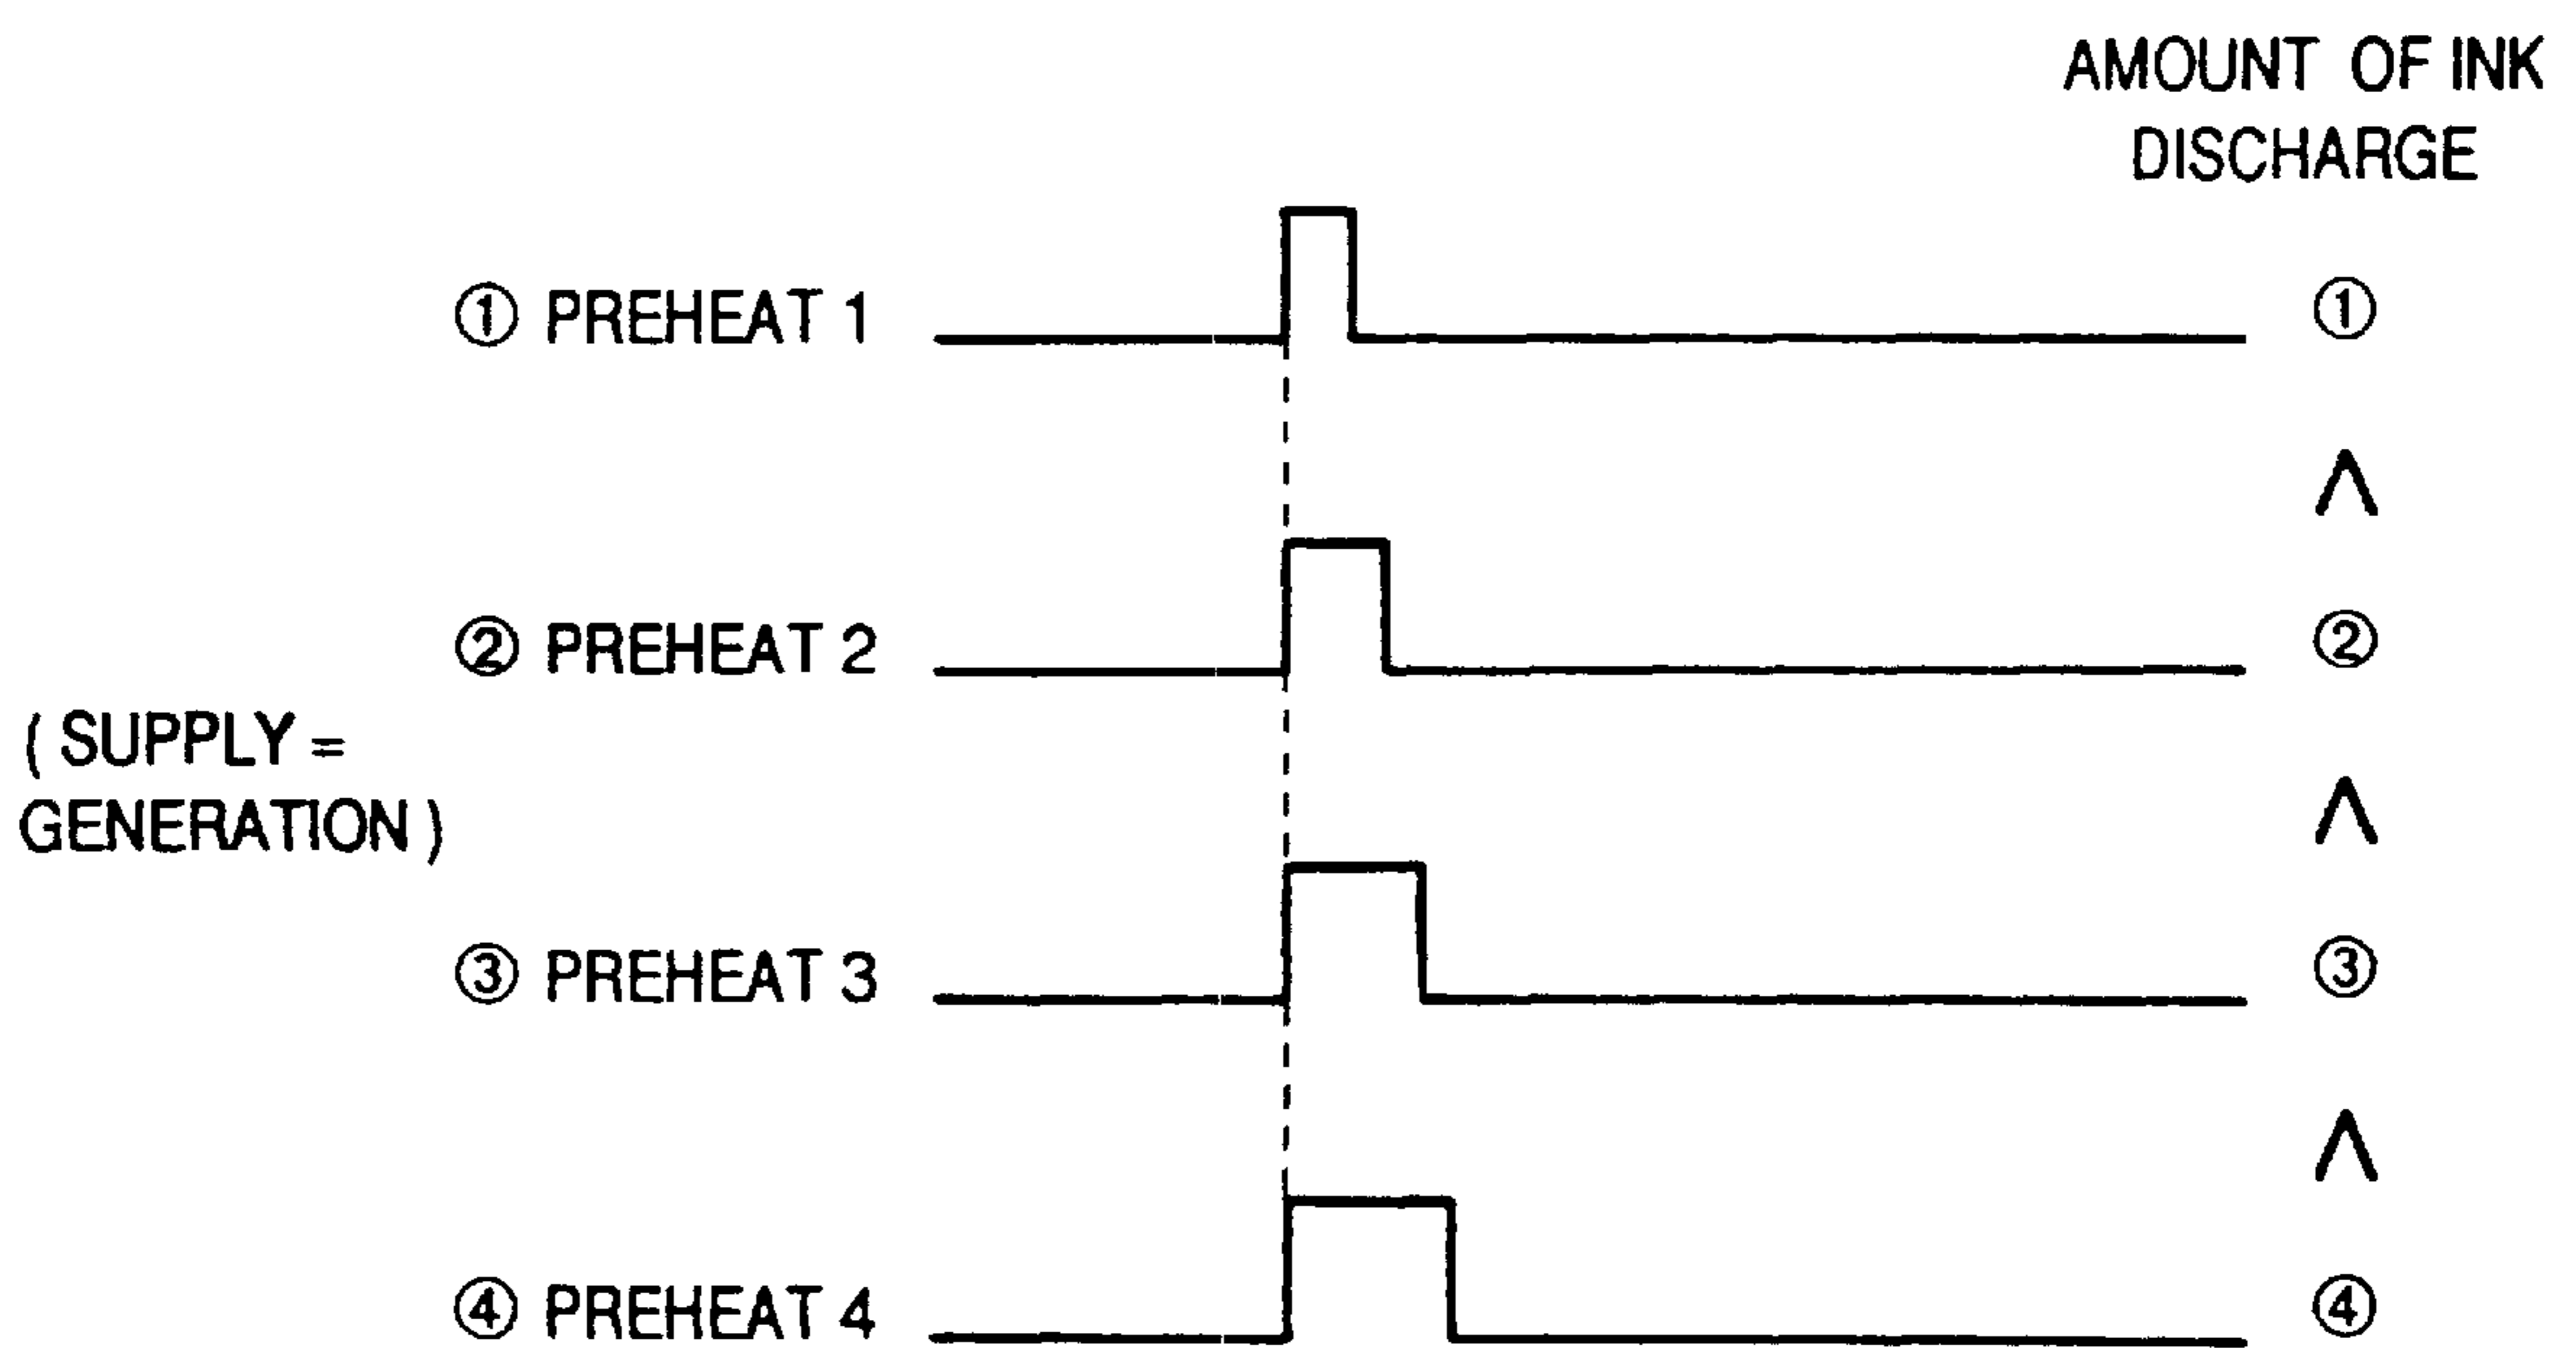 AMOUNT OF INK
DISCHARGE
① PREHEAT 1 ①
∧
② PREHEAT 2 ②
( SUPPLY =
GENERATION )
∧
③ PREHEAT 3 ③
∧
④ PREHEAT 4 ④